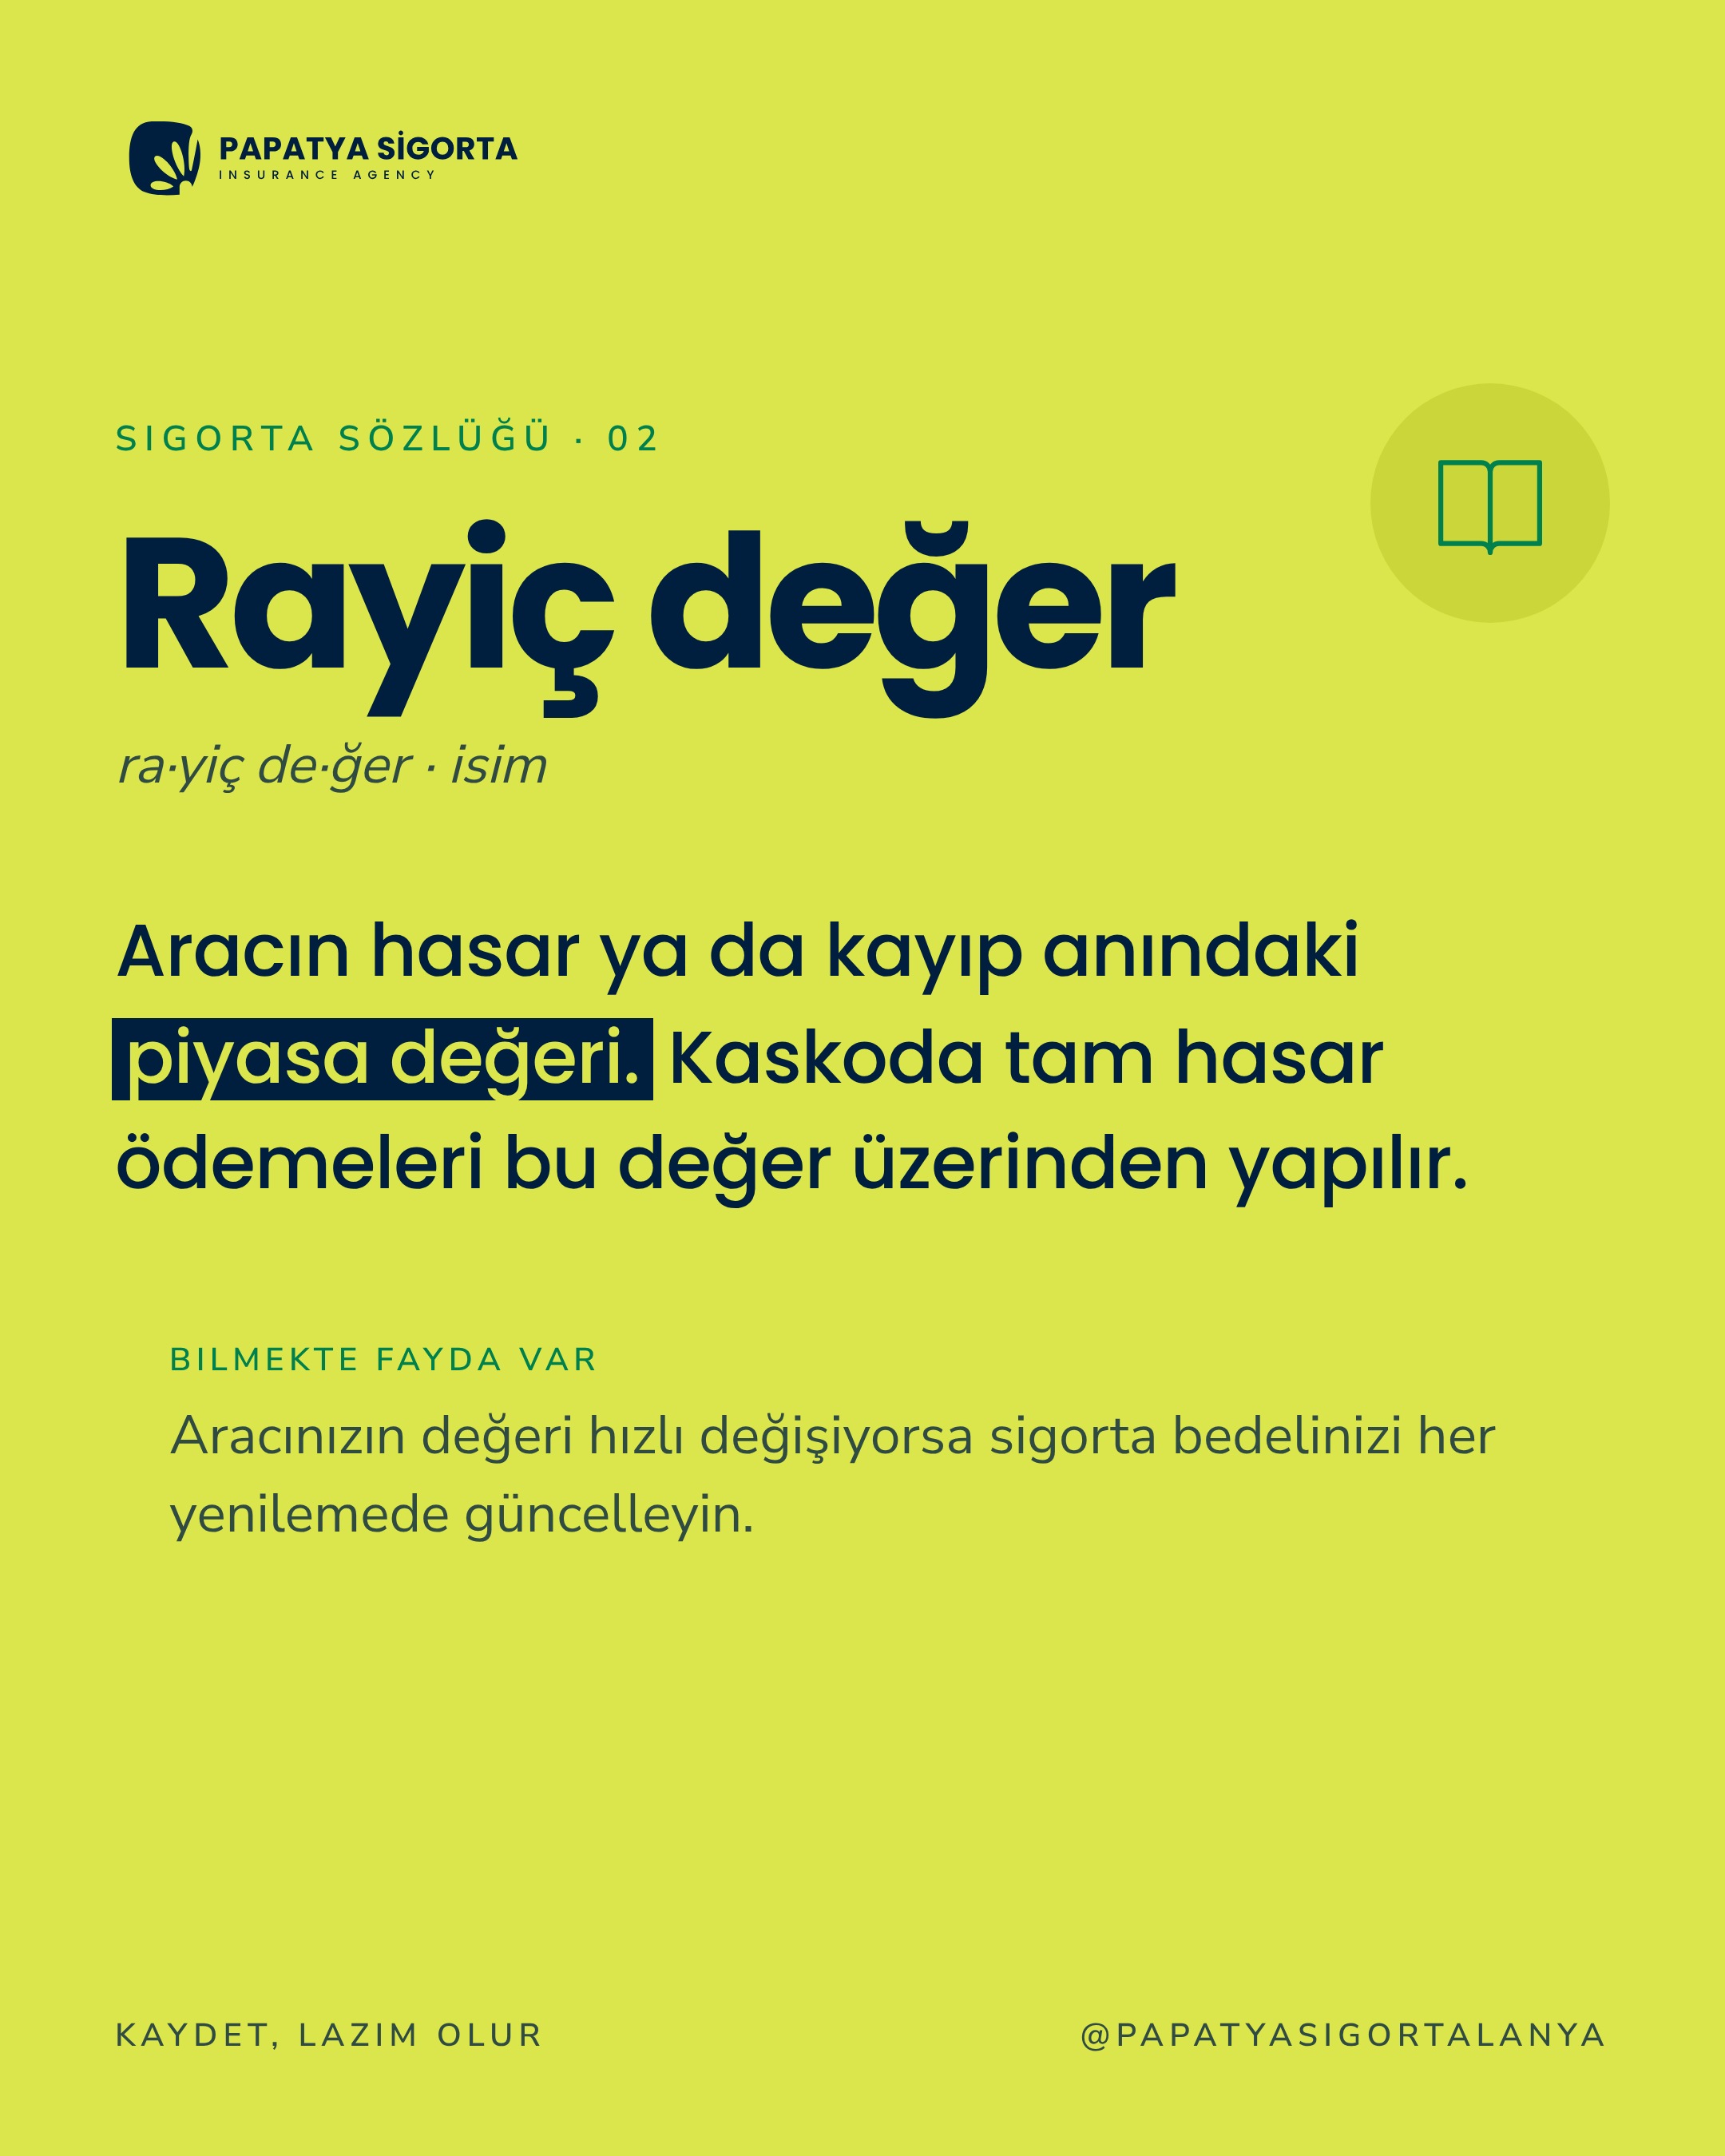 PAPATYA SİGORTA
INSURANCE AGENCY
SIGORTA SÖZLÜĞÜ · 02
Rayiç değer
ra·yiç de·ğer · isim
Aracın hasar ya da kayıp anındaki
piyasa değeri. Kaskoda tam hasar
ödemeleri bu değer üzerinden yapılır.
BILMEKTE FAYDA VAR
Aracınızın değeri hızlı değişiyorsa sigorta bedelinizi her
yenilemede güncelleyin.
KAYDET, LAZIM OLUR
@PAPATYASIGORTALANYA